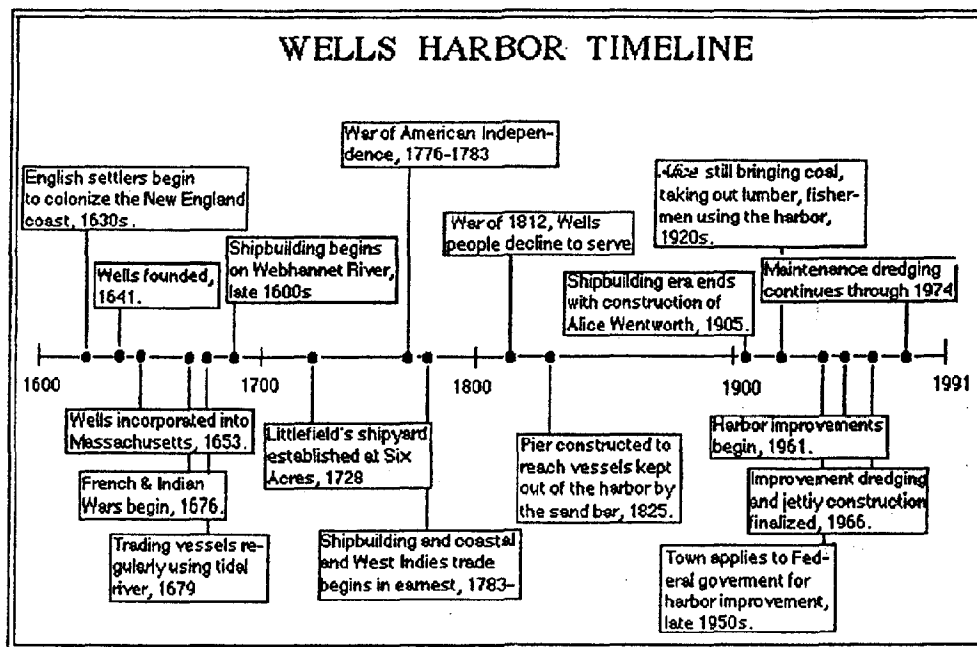 WELLS HARBOR TIMELINE
War of American Indepen-
dence, 1776-1783
English settlers begin
to colonize the New England
coast, 1630s.
Alice still bringing coal,
taking out lumber, fisher-
men using the harbor,
1920s.
War of 1812, Wells
people decline to serve
Shipbuilding begins
on Webhannet River,
late 1600s
Wells founded,
1641.
Shipbuilding era ends
with construction of
Alice Wentworth, 1905.
Maintenance dredging
continues through 1974
1600
1700
1800
1900
1991
Wells incorporated into
Massachusetts, 1653.
French & Indian
Wars begin, 1676.
Trading vessels re-
gularly using tidal
river, 1679
Littlefield's shipyard
established at Six
Acres, 1728
Shipbuilding and coastal
and West Indies trade
begins in earnest, 1783-
Pier constructed to
reach vessels kept
out of the harbor by
the sand bar, 1825.
Harbor improvements
begin, 1961.
Improvement dredging
and jettiy construction
finalized, 1966.
Town applies to Fed-
eral goverment for
harbor improvement,
late 1950s.